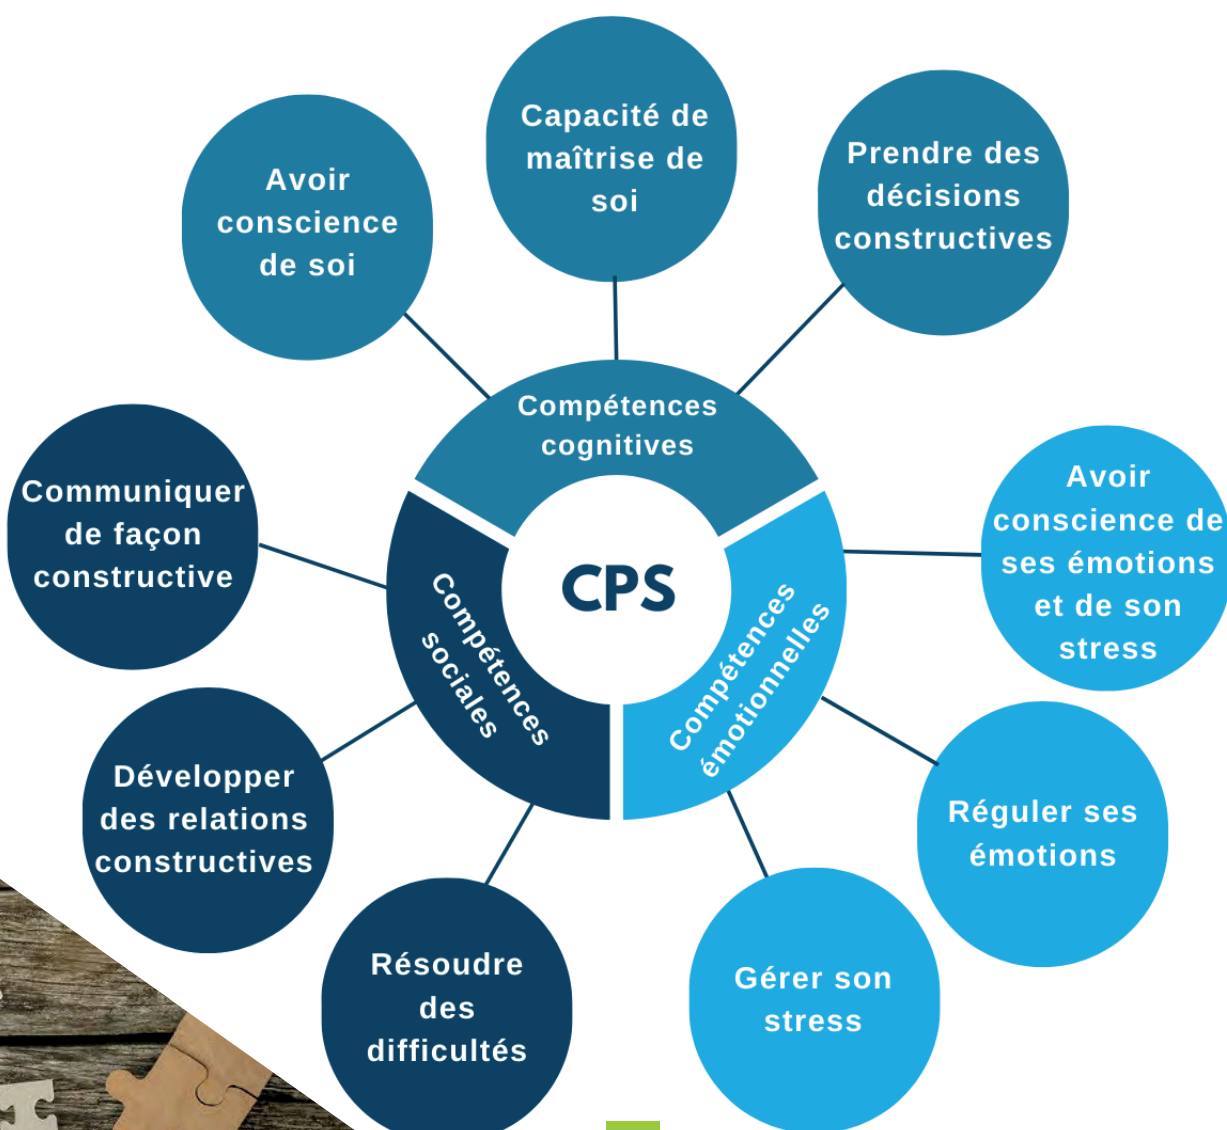 Capacité de
maîtrise de
soi
Prendre des
décisions
constructives
Avoir
conscience
de soi
Compétences
cognitives
Avoir
conscience de
ses émotions
et de son
stress
Communiquer
de façon
constructive
CPS
Compétences
sociales
Compétences
émotionnelles
Développer
des relations
constructives
Réguler ses
émotions
Résoudre
des
difficultés
Gérer son
stress